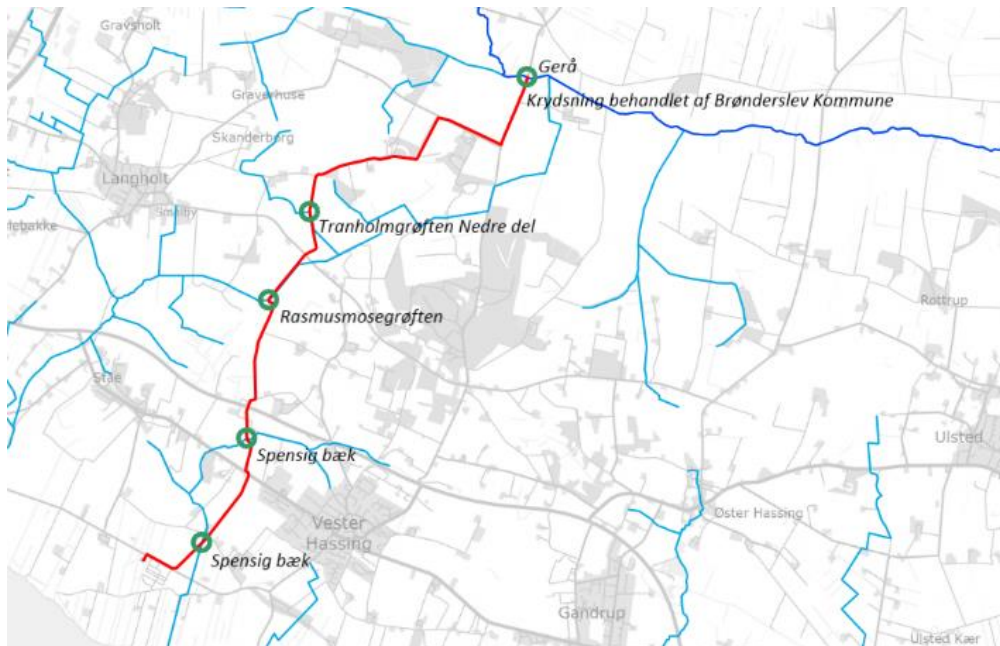 Gravsholt
Gerå
Krydsning behandlet af Brønderslev Kommune
Graverhuse
Skanderborg
Langholt
Smalby
Tranholmgrøften Nedre del
Rottrup
Rasmusmosegrøften
Stae
Ulsted
Spensig bæk
Øster Hassing
Vester
Hassing
Spensig bæk
Gandrup
Ulsted Kær